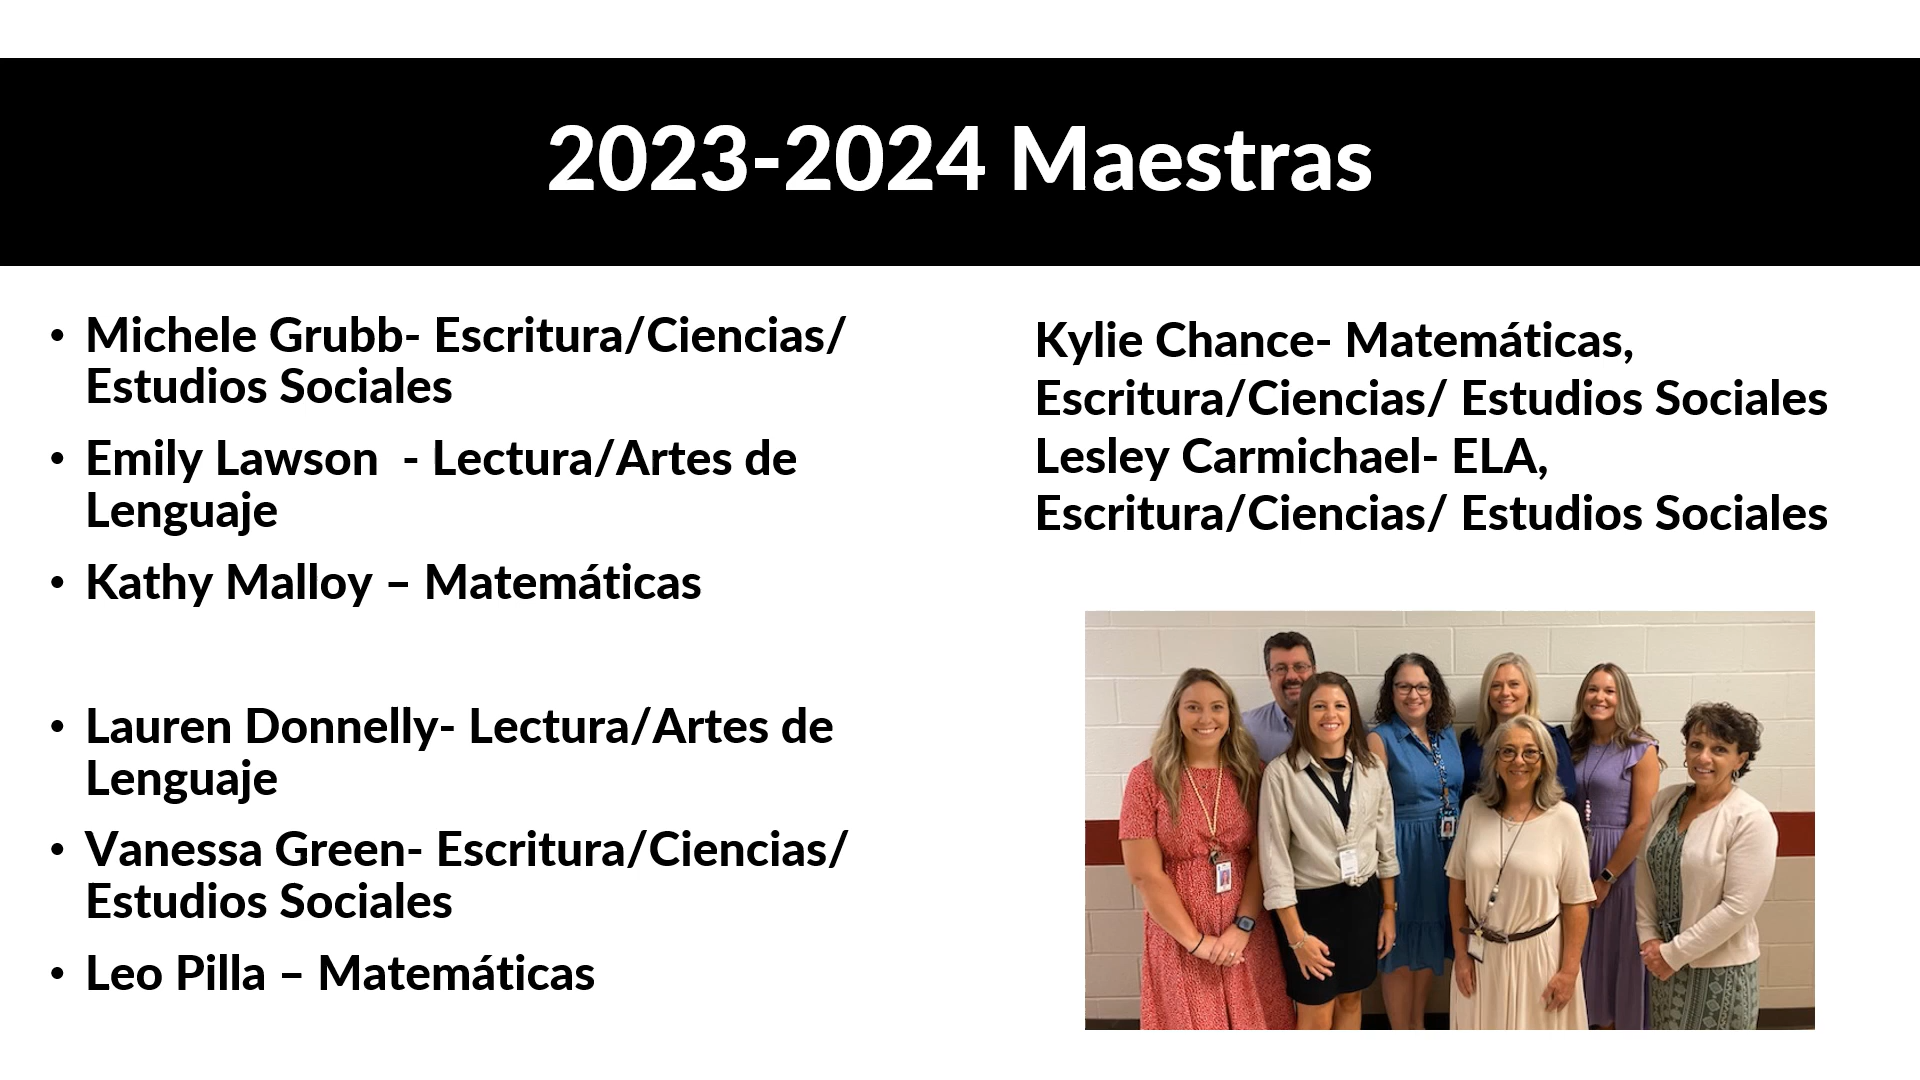 2023-2024 Maestras
• Michele Grubb- Escritura/Ciencias/
Estudios Sociales
• Emily Lawson  - Lectura/Artes de
Lenguaje
• Kathy Malloy – Matemáticas
• Lauren Donnelly- Lectura/Artes de
Lenguaje
• Vanessa Green- Escritura/Ciencias/
Estudios Sociales
• Leo Pilla – Matemáticas
Kylie Chance- Matemáticas,
Escritura/Ciencias/ Estudios Sociales
Lesley Carmichael- ELA,
Escritura/Ciencias/ Estudios Sociales